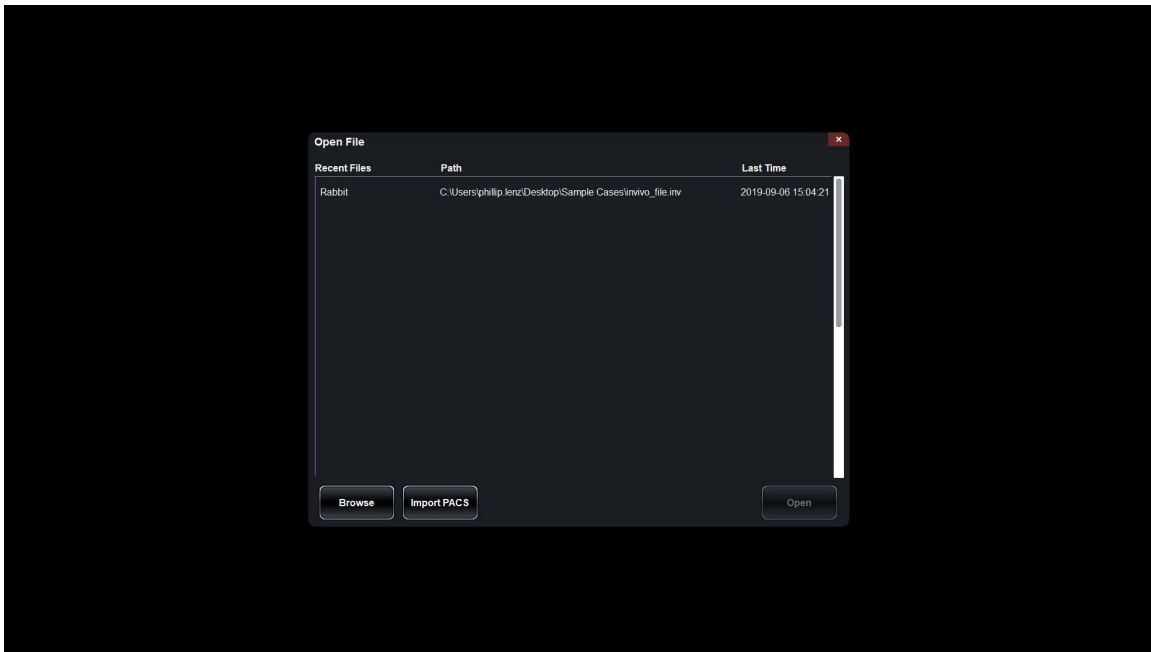 Open File
×
Recent Files Path Last Time
Rabbit C:\Users\phillip.lenz\Desktop\Sample Cases\invivo_file.inv 2019-09-06 15:04:21
Browse Import PACS Open